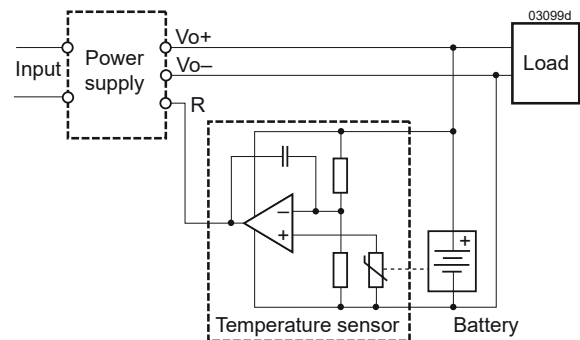 03099d
Power
supply
Input
Vo+
Vo–
R
Load
–
+
+
Temperature sensor
Battery